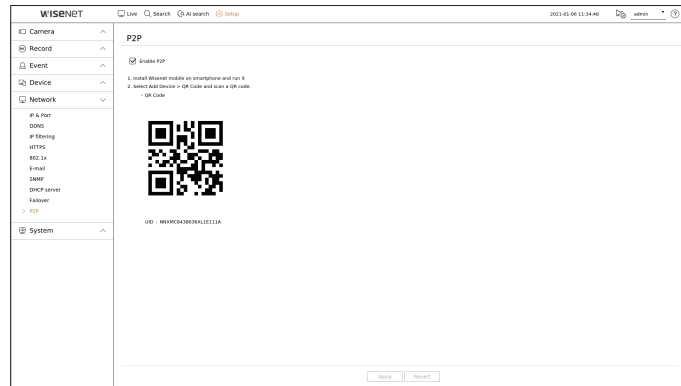 WISENET
Live Search AI search Setup
2021-01-06 11:34:48 admin ?
Camera
Record
Event
Device
Network
IP & Port
DDNS
IP filtering
HTTPS
802.1x
E-mail
SNMP
DHCP server
Failover
> P2P
System
P2P
Enable P2P
1. Install Wisenet mobile on smartphone and run it
2. Select Add Device > QR Code and scan a QR code.
- QR Code
UID : NNXMC8438636XL1E111A
Apply Revert